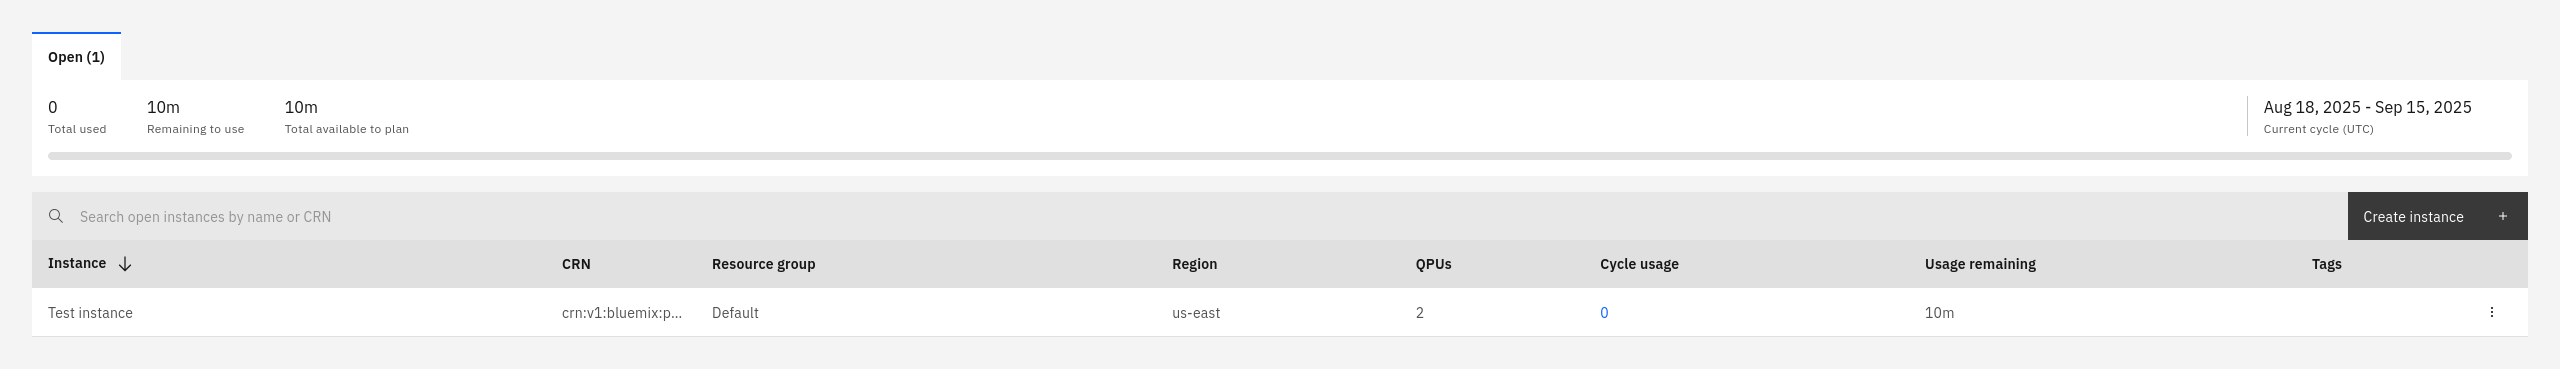 Open (1)
0 10m 10m Aug 18, 2025 - Sep 15, 2025
Total used Remaining to use Total available to plan Current cycle (UTC)
Search open instances by name or CRN Create instance +
Instance CRN Resource group Region QPUs Cycle usage Usage remaining Tags
Test instance crn:v1:bluemix:p... Default us-east 2 0 10m